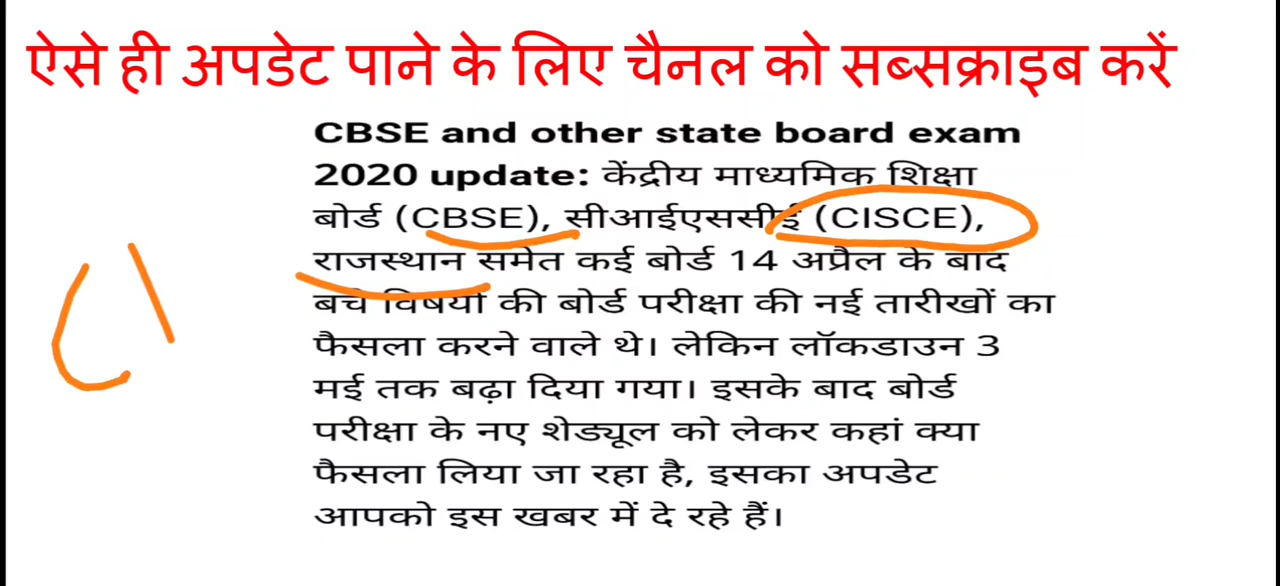 ऐसे ही अपडेट पाने के लिए चैनल को सब्सक्राइब करें
CBSE and other state board exam
2020 update: केंद्रीय माध्यमिक शिक्षा
बोर्ड (CBSE), सीआईएससीई (CISCE),
राजस्थान समेत कई बोर्ड 14 अप्रैल के बाद
बचे विषयों की बोर्ड परीक्षा की नई तारीखों का
फैसला करने वाले थे। लेकिन लॉकडाउन 3
मई तक बढ़ा दिया गया। इसके बाद बोर्ड
परीक्षा के नए शेड्यूल को लेकर कहां क्या
फैसला लिया जा रहा है, इसका अपडेट
आपको इस खबर में दे रहे हैं।